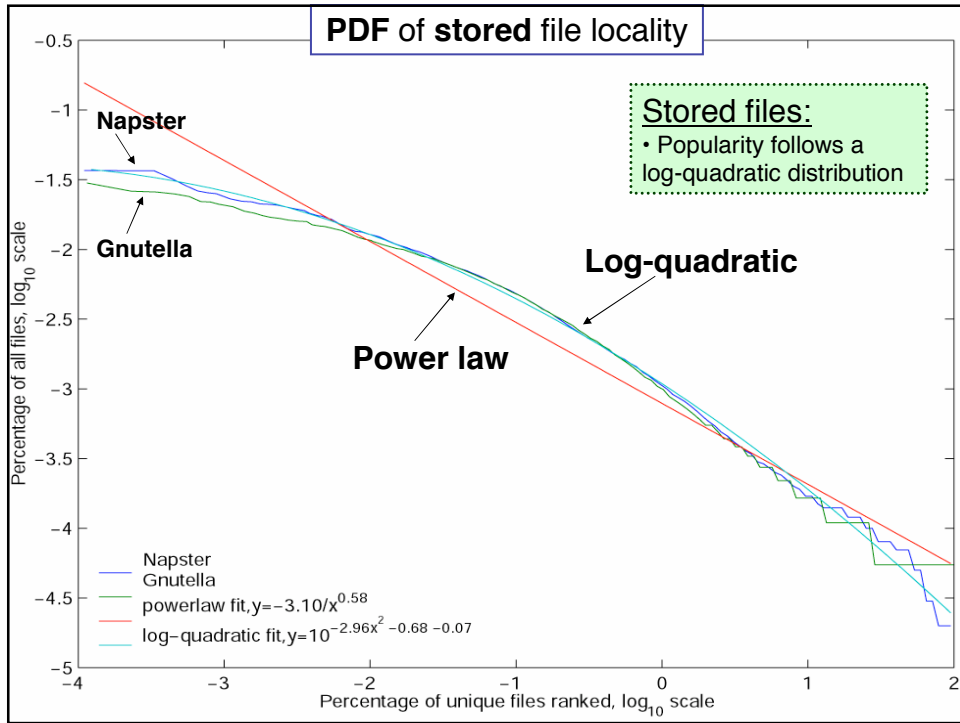 PDF of stored file locality
Stored files:
• Popularity follows a
log-quadratic distribution
Napster
Gnutella
Log-quadratic
Power law
Percentage of all files, log10 scale
−0.5
−1
−1.5
−2
−2.5
−3
−3.5
−4
−4.5
−5
Napster
Gnutella
powerlaw fit,y=−3.10/x^0.58
log−quadratic fit,y=10^−2.96x^2 −0.68 −0.07
−4 −3 −2 −1 0 1 2
Percentage of unique files ranked, log10 scale